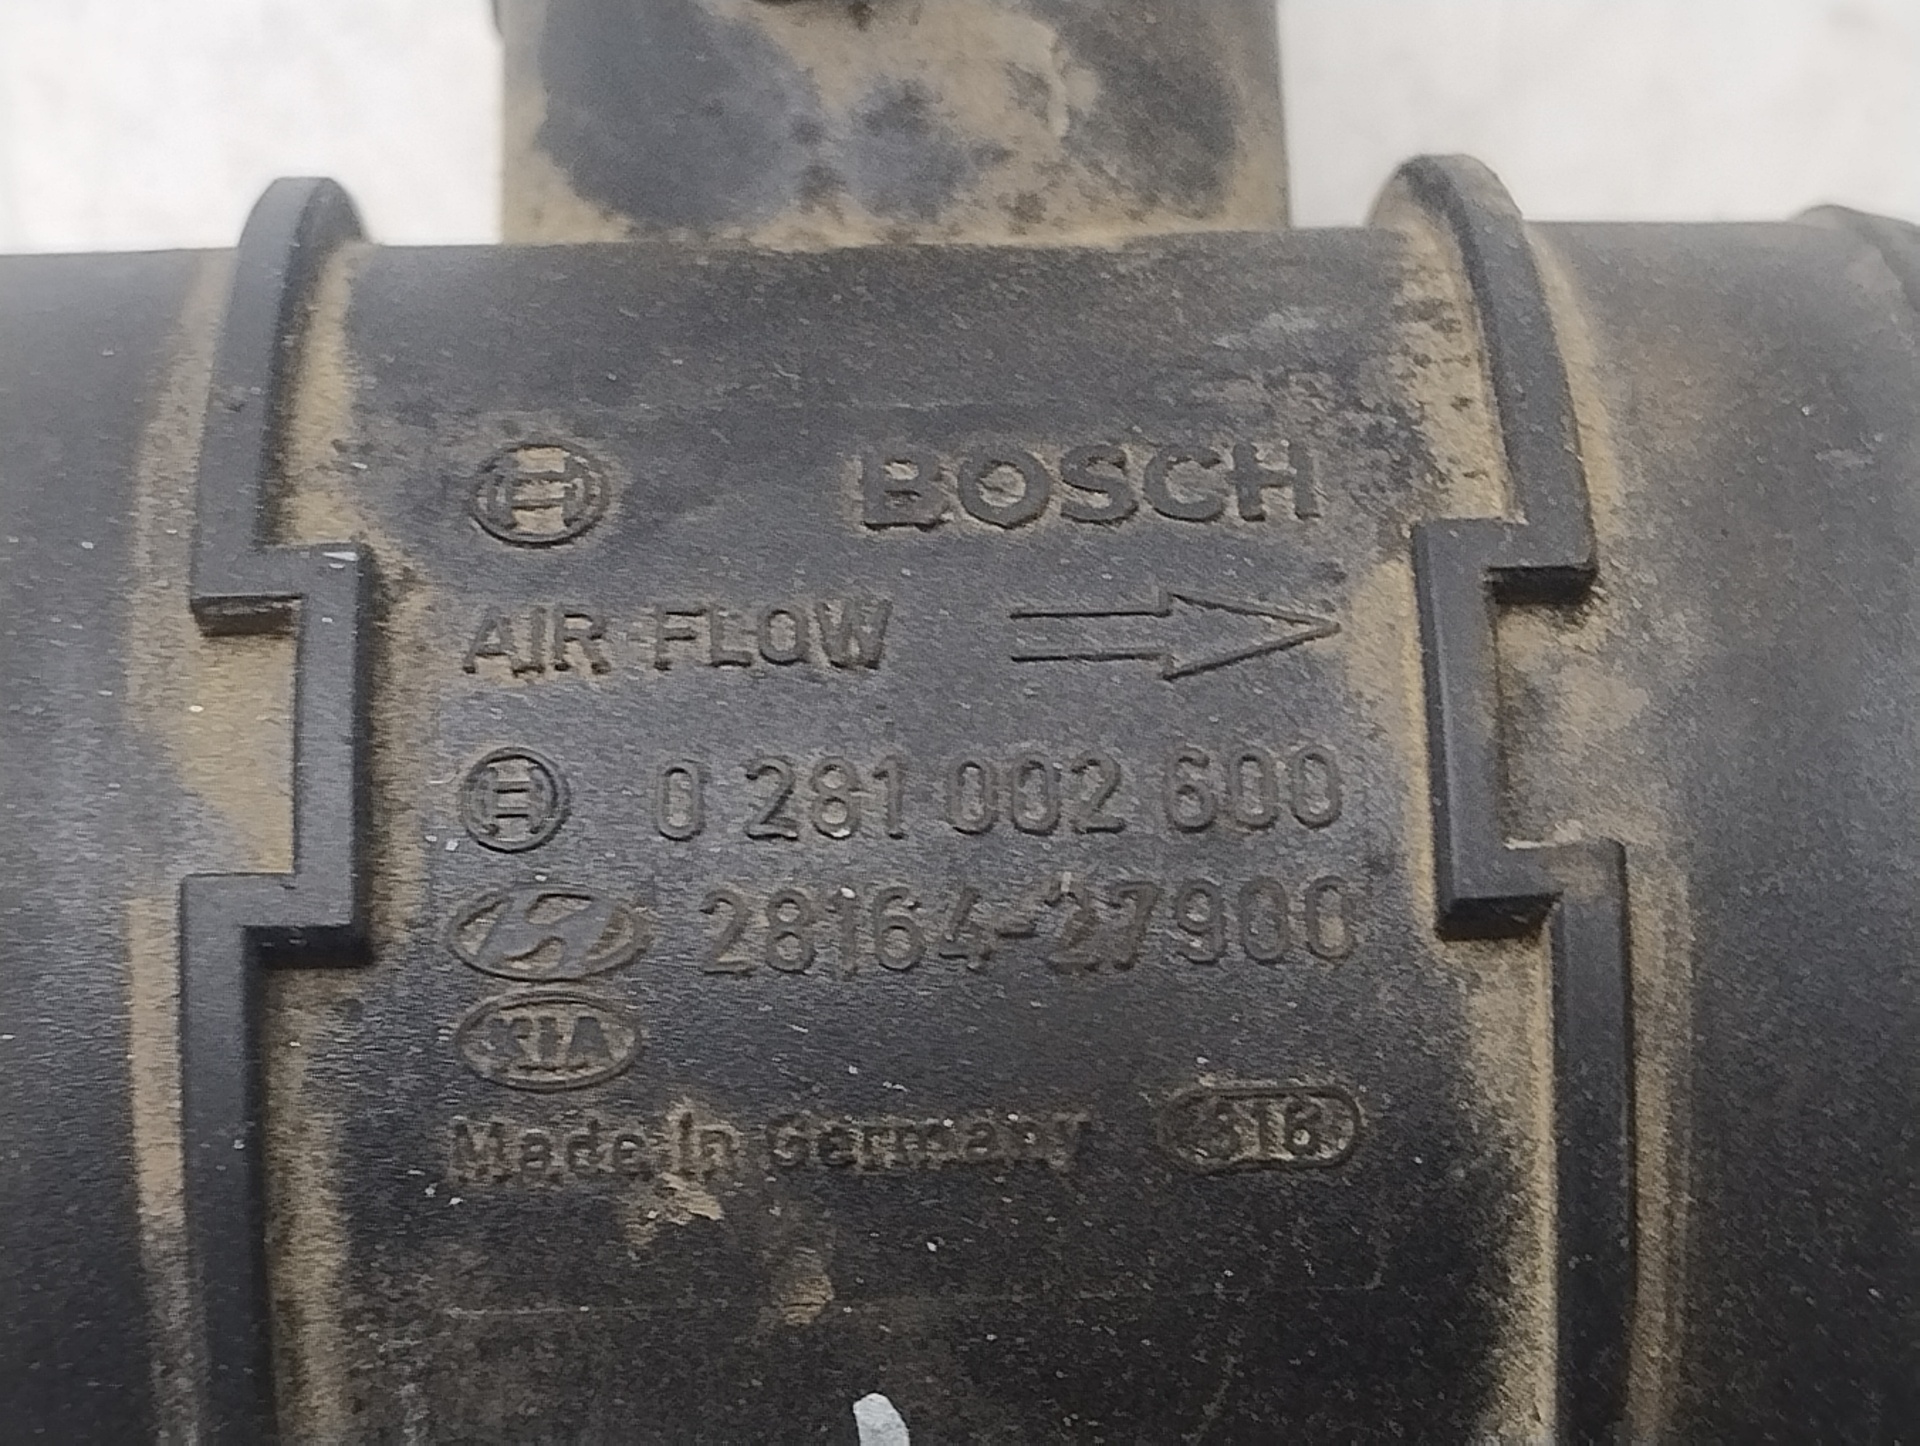 BOSCH
AIR FLOW
0 281 002 600
28164-27900
KIA
Made in Germany